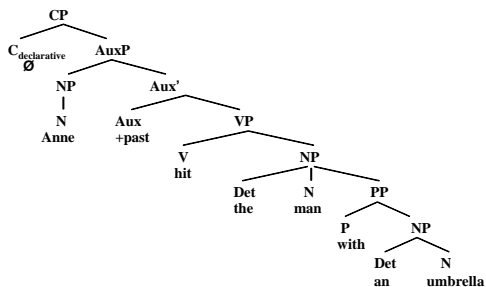 CP
C declarative AuxP
Ø
NP Aux'
N Aux VP
Anne +past
V NP
hit
Det N PP
the man
P NP
with
Det N
an umbrella